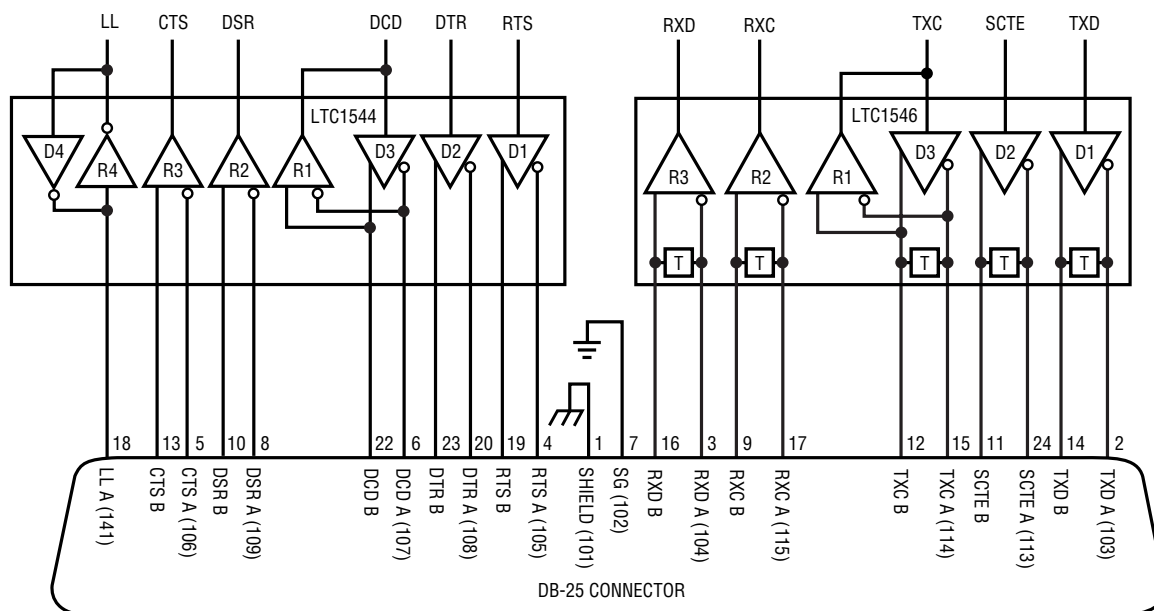 LL CTS DSR DCD DTR RTS RXD RXC TXC SCTE TXD
LTC1544 LTC1546
D4 R4 R3 R2 R1 D3 D2 D1 R3 R2 R1 D3 D2 D1
T T T T T
18 13 5 10 8 22 6 23 20 19 4 1 7 16 3 9 17 12 15 11 24 14 2
LL A (141)
CTS B
CTS A (106)
DSR B
DSR A (109)
DCD B
DCD A (107)
DTR B
DTR A (108)
RTS B
RTS A (105)
SHIELD (101)
SG (102)
RXD B
RXD A (104)
RXC B
RXC A (115)
TXC B
TXC A (114)
SCTE B
SCTE A (113)
TXD B
TXD A (103)
DB-25 CONNECTOR